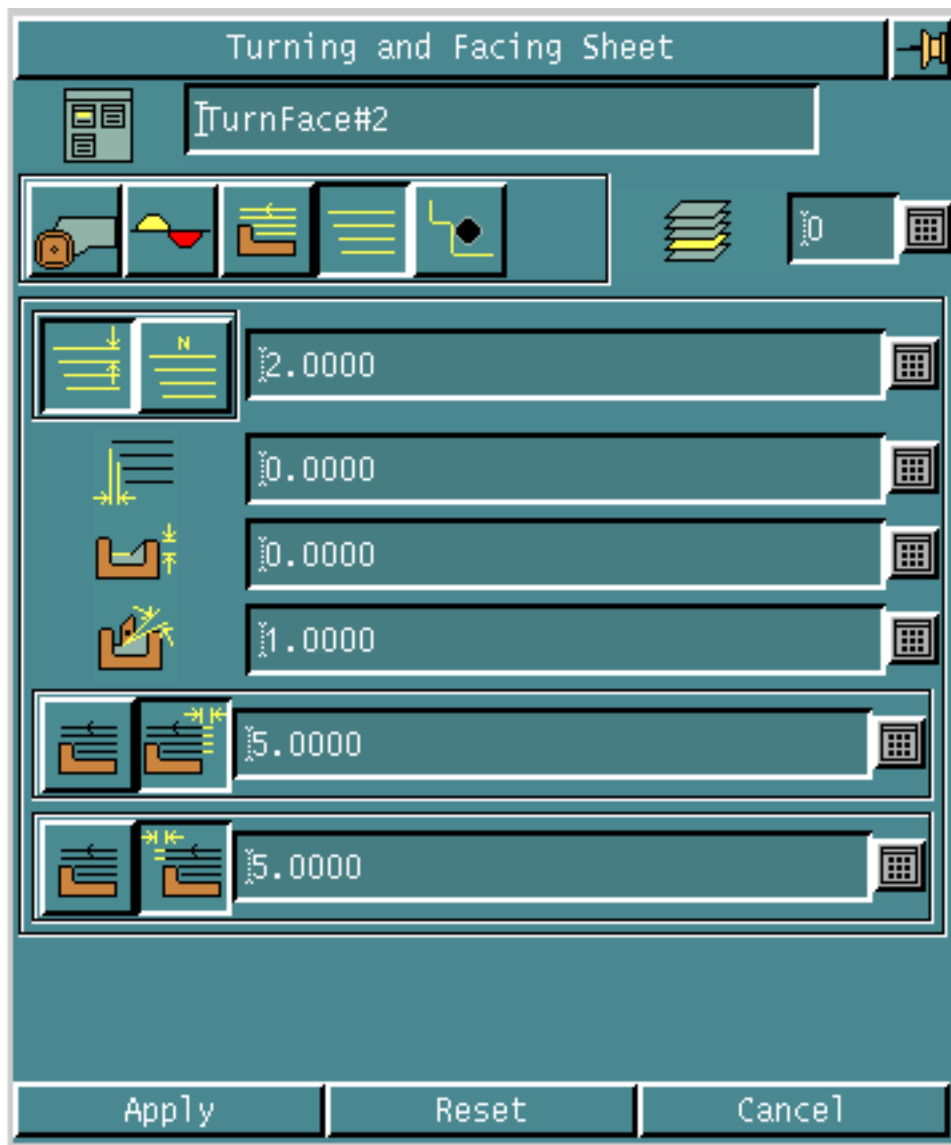 Turning and Facing Sheet
TurnFace#2
0
N
2.0000
0.0000
0.0000
1.0000
5.0000
5.0000
Apply
Reset
Cancel